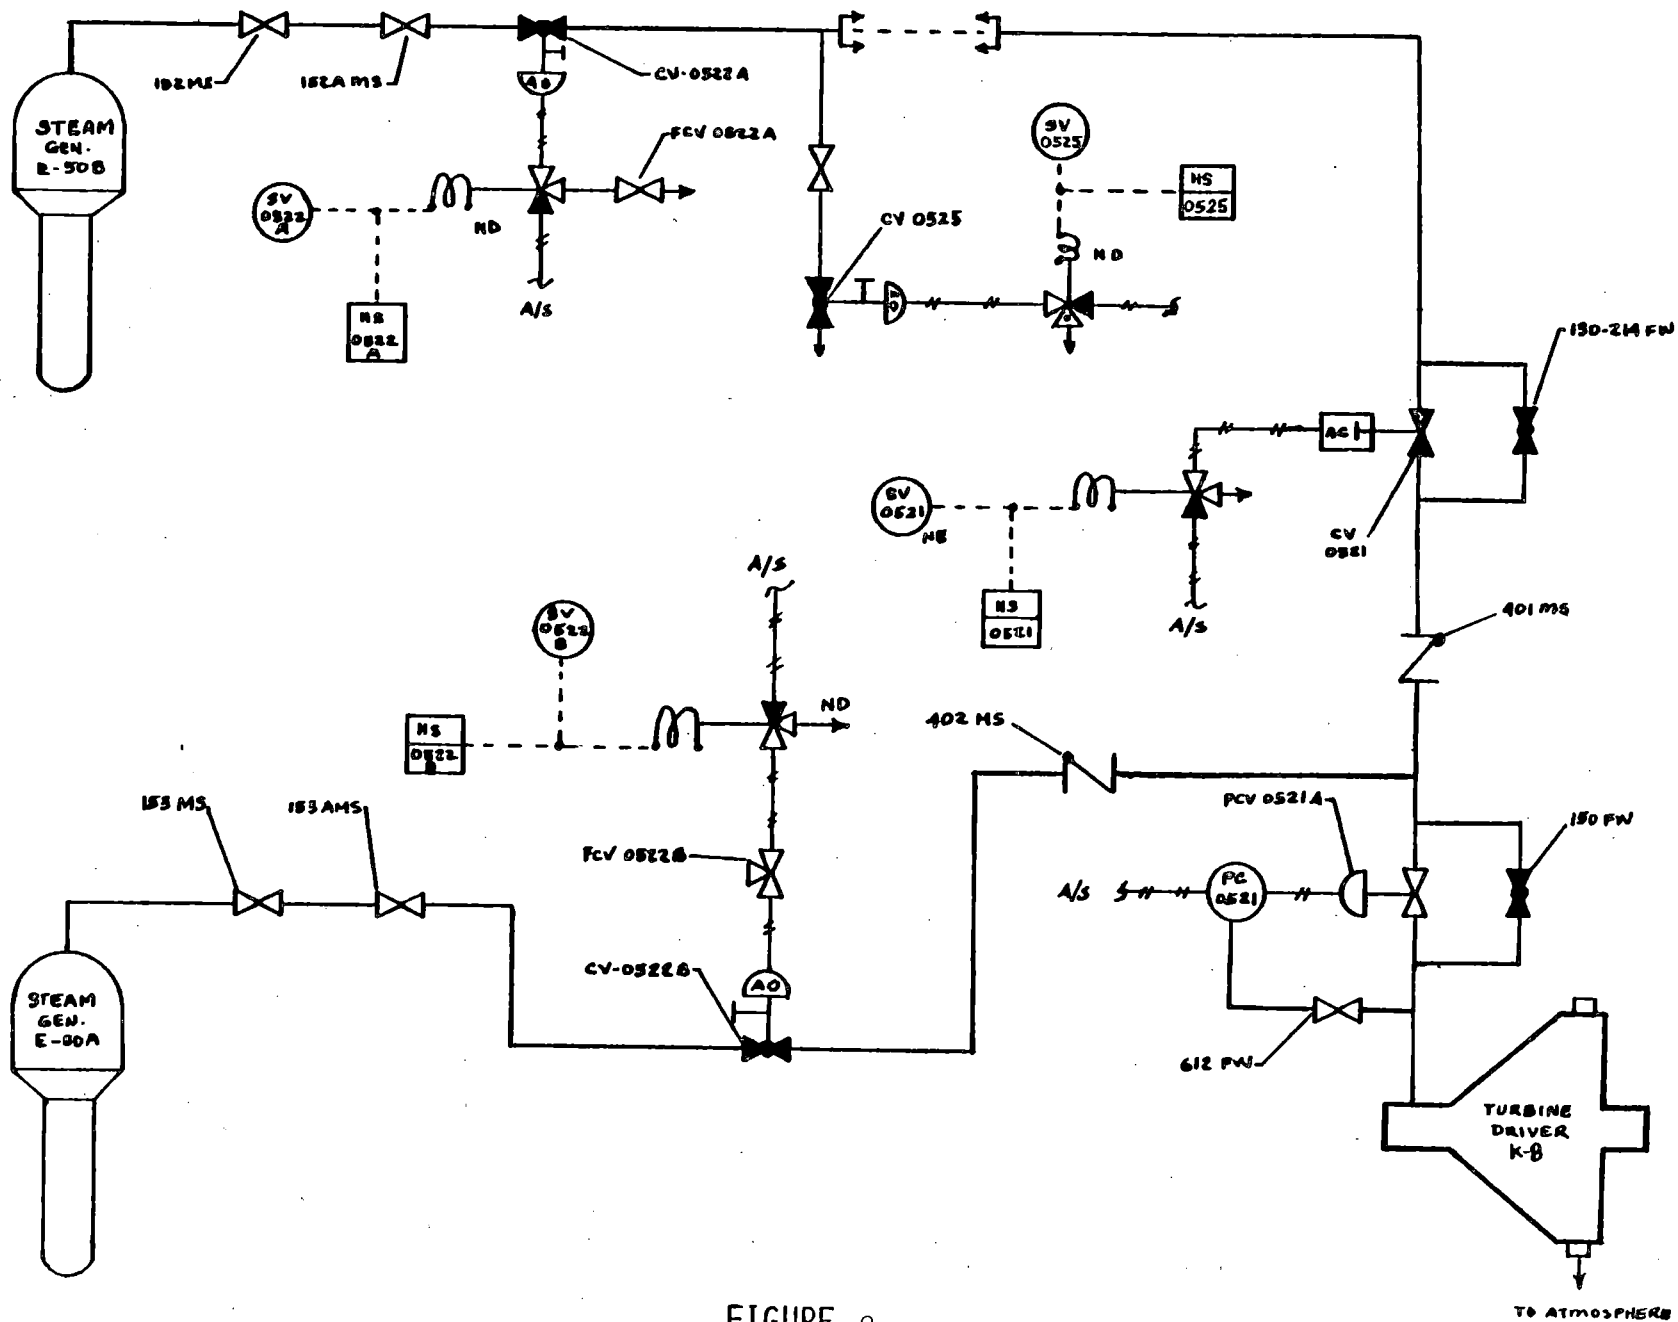 152 MS
152A MS
AO
CV-0522A
STEAM
GEN.
E-50B
FCV 0522A
SV
0522
A
ND
HS
0522
A
A/S
SV
0525
HS
0525
CV 0525
ND
130-214 FW
SV
0521
NE
HS
0521
A/S
CV
0521
401 MS
A/S
SV
0522
B
HS
0522
B
ND
402 MS
PCV 0521A
150 FW
153 MS
153 AMS
FCV 0522B
A/S
PC
0521
CV-0522B
AO
STEAM
GEN.
E-50A
612 FW
TURBINE
DRIVER
K-8
TO ATMOSPHERE
FIGURE